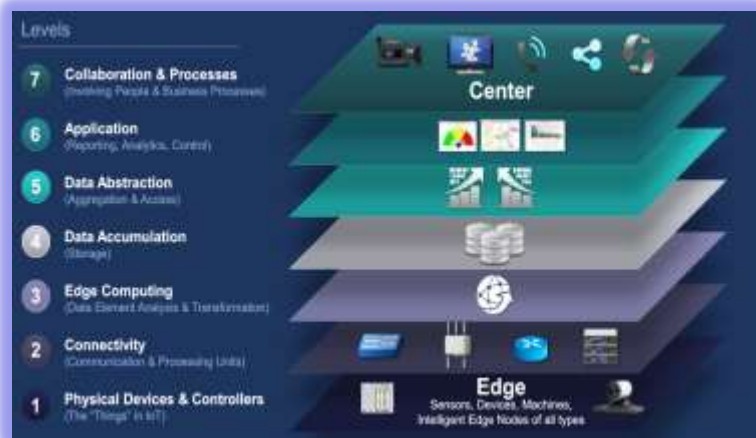 Levels
7
Collaboration & Processes
(Involving People & Business Processes)
6
Application
(Reporting, Analytics, Control)
5
Data Abstraction
(Aggregation & Access)
4
Data Accumulation
(Storage)
3
Edge Computing
(Data Element Analysis & Transformation)
2
Connectivity
(Communication & Processing Units)
1
Physical Devices & Controllers
(The "Things" in IoT)
Center
Edge
Sensors, Devices, Machines,
Intelligent Edge Nodes of all types